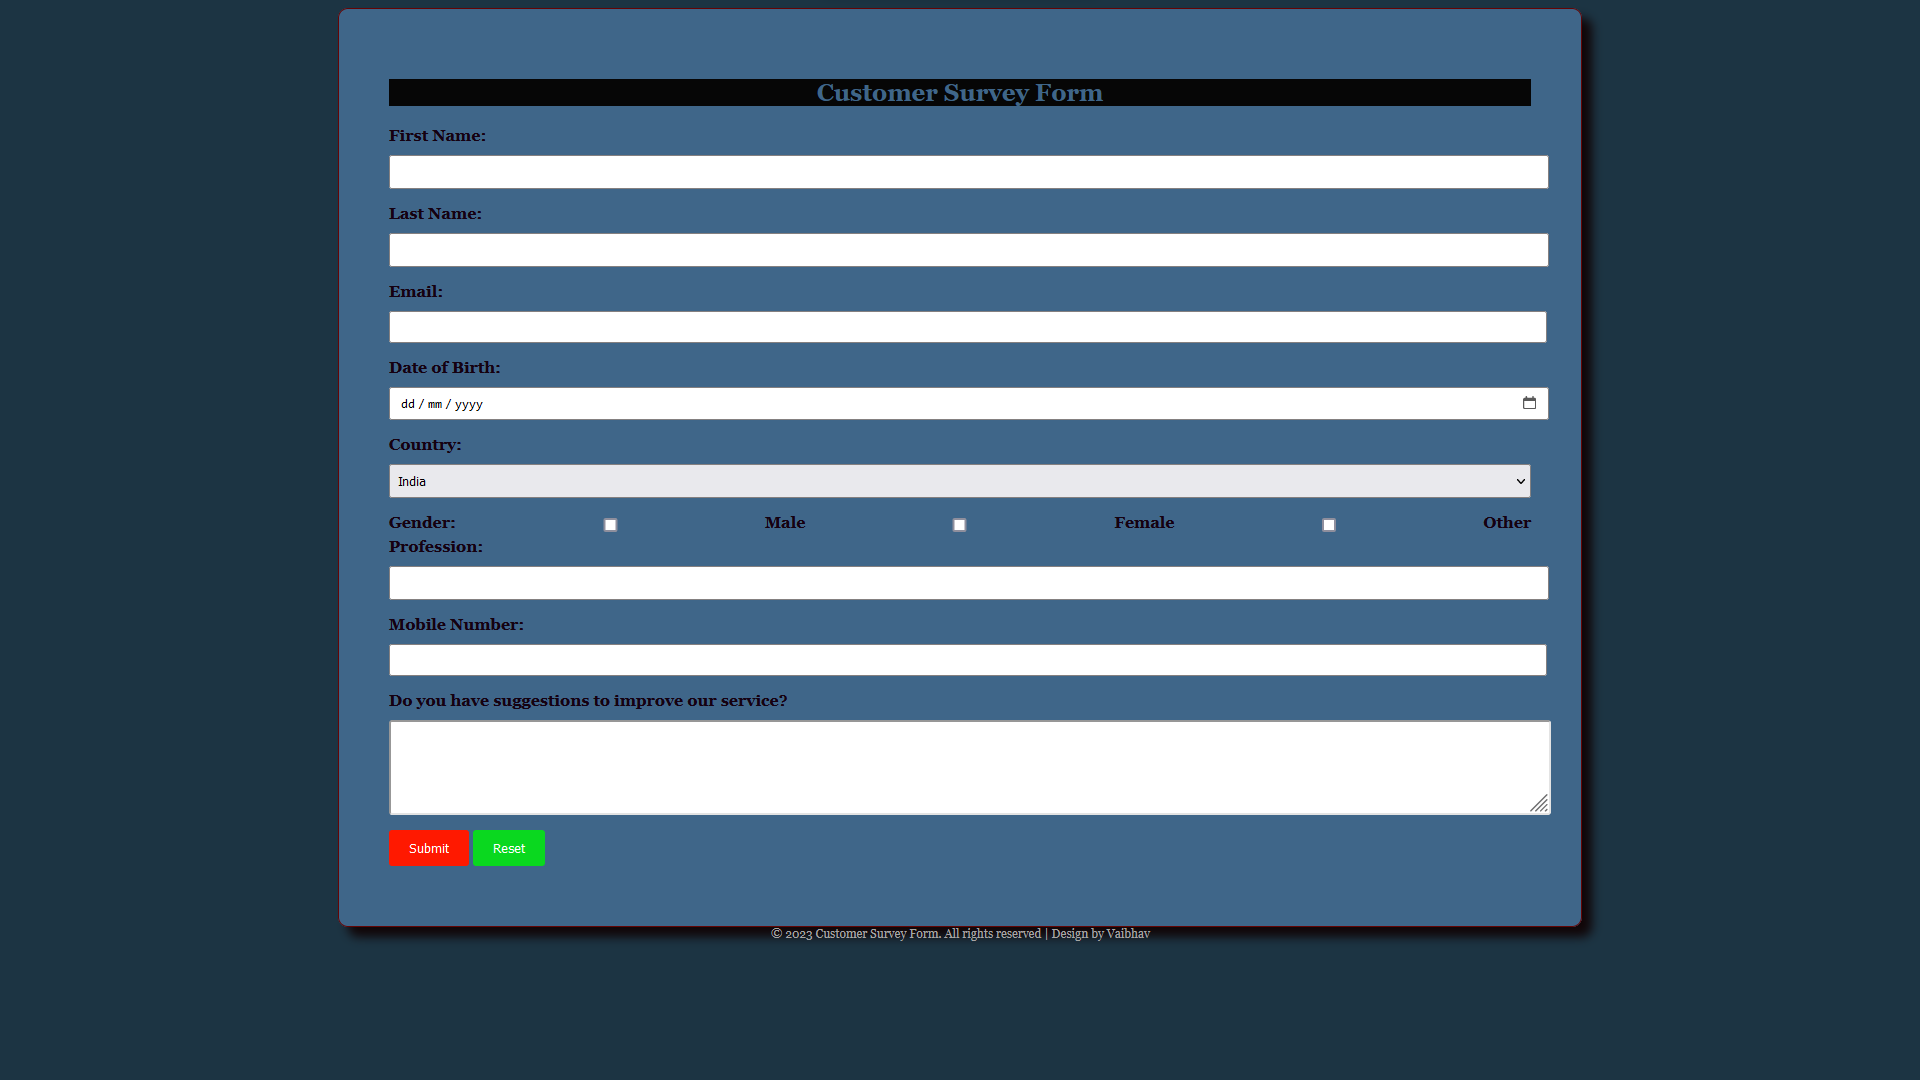 Customer Survey Form
First Name:
Last Name:
Email:
Date of Birth:
dd / mm / yyyy
Country:
India
Gender: Male Female Other
Profession:
Mobile Number:
Do you have suggestions to improve our service?
Submit Reset
© 2023 Customer Survey Form. All rights reserved | Design by Vaibhav